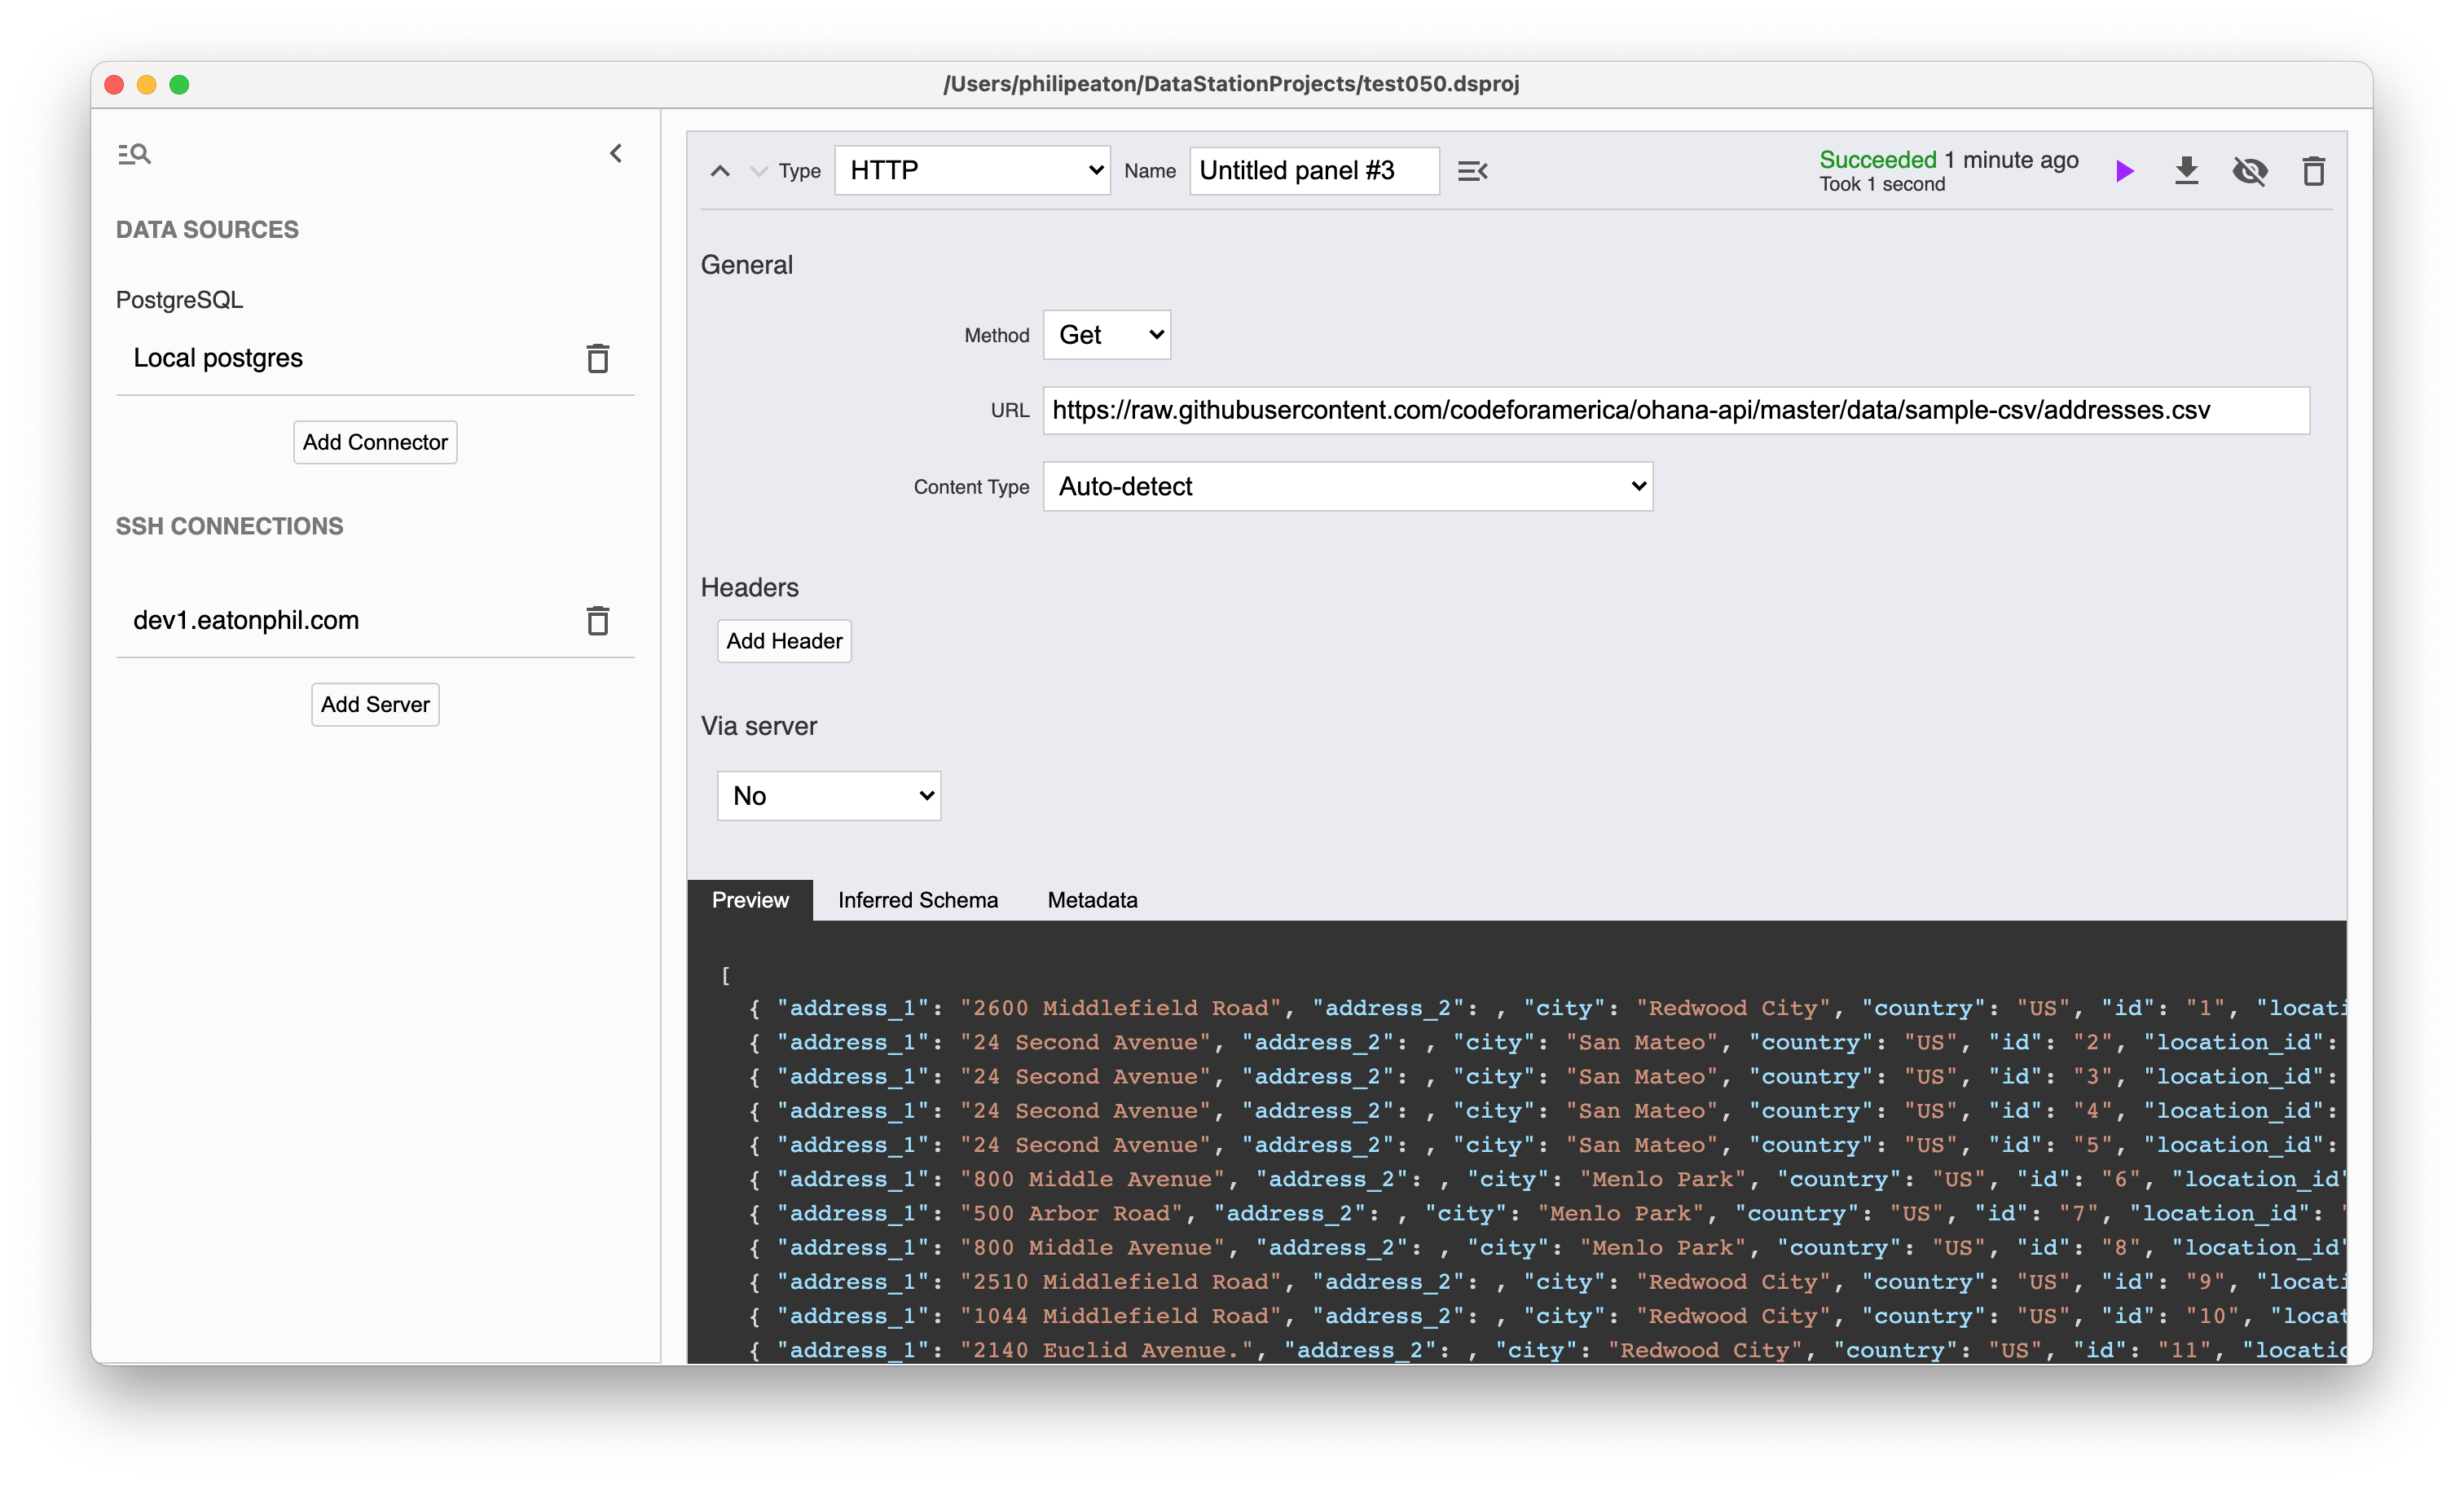 /Users/philipeaton/DataStationProjects/test050.dsproj
DATA SOURCES
PostgreSQL
Local postgres
Add Connector
SSH CONNECTIONS
dev1.eatonphil.com
Add Server
Type HTTP Name Untitled panel #3
Succeeded 1 minute ago
Took 1 second
General
Method Get
URL https://raw.githubusercontent.com/codeforamerica/ohana-api/master/data/sample-csv/addresses.csv
Content Type Auto-detect
Headers
Add Header
Via server
No
Preview Inferred Schema Metadata
[
{ "address_1": "2600 Middlefield Road", "address_2": , "city": "Redwood City", "country": "US", "id": "1", "locati
{ "address_1": "24 Second Avenue", "address_2": , "city": "San Mateo", "country": "US", "id": "2", "location_id":
{ "address_1": "24 Second Avenue", "address_2": , "city": "San Mateo", "country": "US", "id": "3", "location_id":
{ "address_1": "24 Second Avenue", "address_2": , "city": "San Mateo", "country": "US", "id": "4", "location_id":
{ "address_1": "24 Second Avenue", "address_2": , "city": "San Mateo", "country": "US", "id": "5", "location_id":
{ "address_1": "800 Middle Avenue", "address_2": , "city": "Menlo Park", "country": "US", "id": "6", "location_id"
{ "address_1": "500 Arbor Road", "address_2": , "city": "Menlo Park", "country": "US", "id": "7", "location_id": "
{ "address_1": "800 Middle Avenue", "address_2": , "city": "Menlo Park", "country": "US", "id": "8", "location_id"
{ "address_1": "2510 Middlefield Road", "address_2": , "city": "Redwood City", "country": "US", "id": "9", "locati
{ "address_1": "1044 Middlefield Road", "address_2": , "city": "Redwood City", "country": "US", "id": "10", "locat
{ "address_1": "2140 Euclid Avenue.", "address_2": , "city": "Redwood City", "country": "US", "id": "11", "locatio